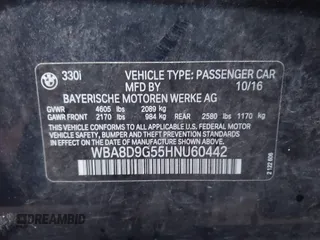 330i VEHICLE TYPE: PASSENGER CAR
MFD BY 10/16
BAYERISCHE MOTOREN WERKE AG
GVWR 4605 lbs 2089 kg
GAWR FRONT 2170 lbs 984 kg REAR 2580 lbs 1170 kg
THIS VEHICLE CONFORMS TO ALL APPLICABLE FEDERAL MOTOR VEHICLE SAFETY, BUMPER AND THEFT PREVENTION STANDARDS IN EFFECT ON THE DATE OF MANUFACTURE SHOWN ABOVE.
WBA8D9G55HNU60442
AUTOBIDMID